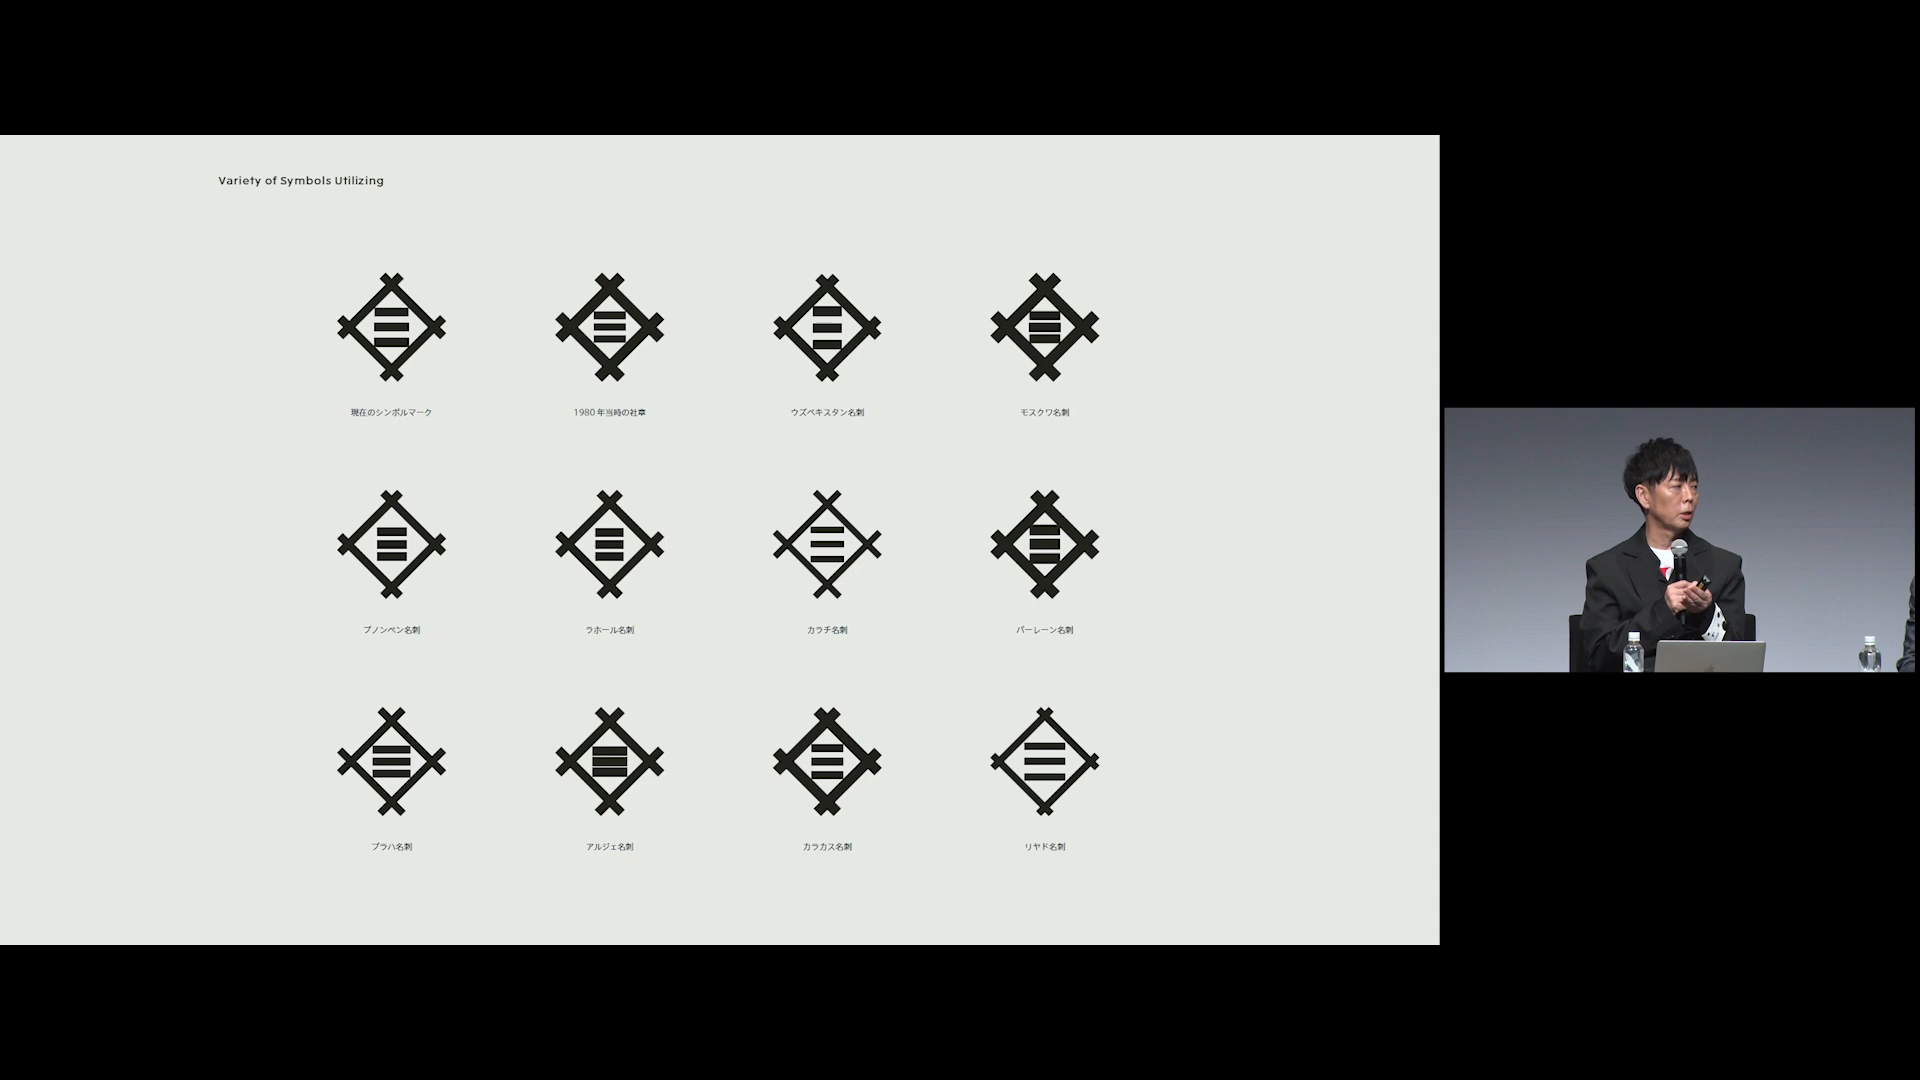 Variety of Symbols Utilizing
現在のシンボルマーク
1980 年当時の社章
ウズベキスタン名刺
モスクワ名刺
プノンペン名刺
ラホール名刺
カラチ名刺
バーレーン名刺
プラハ名刺
アルジェ名刺
カラカス名刺
リヤド名刺